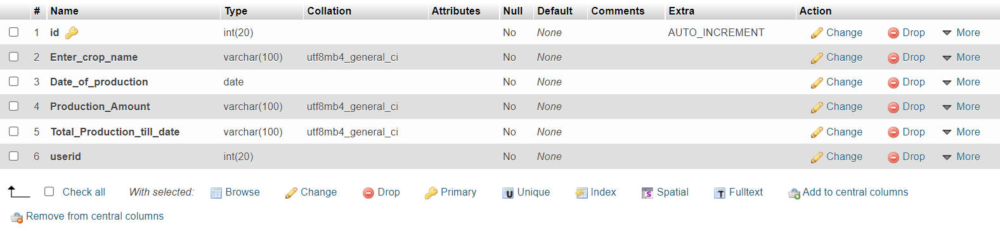 # Name Type Collation Attributes Null Default Comments Extra Action
1 id int(20) No None AUTO_INCREMENT Change Drop More
2 Enter_crop_name varchar(100) utf8mb4_general_ci No None Change Drop More
3 Date_of_production date No None Change Drop More
4 Production_Amount varchar(100) utf8mb4_general_ci No None Change Drop More
5 Total_Production_till_date varchar(100) utf8mb4_general_ci No None Change Drop More
6 userid int(20) No None Change Drop More
Check all With selected: Browse Change Drop Primary U Unique Index S Spatial T Fulltext Add to central columns
Remove from central columns